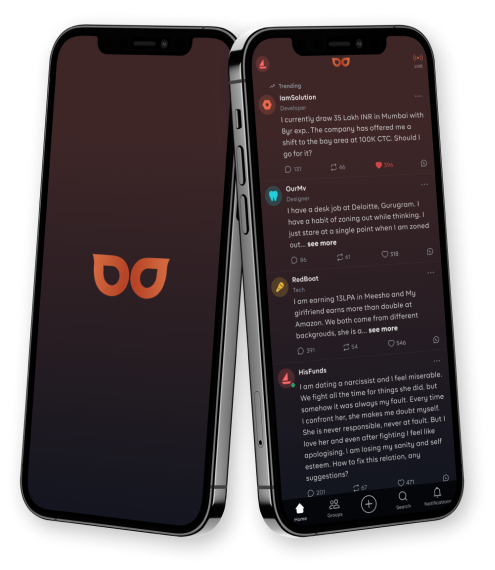 LIVE
Trending
IamSolution
Developer
I currently draw 35 Lakh INR in Mumbai with
8yr exp.. The company has offered me a
shift to the bay area at 100K CTC. Should I
go for it?
131
46
396
OurMv
Designer
I have a desk job at Deloitte, Gurugram. I
have a habit of zoning out while thinking. I
just stare at a single point when I am zoned
out... see more
86
61
318
RedBoat
Tech
I am earning 13LPA in Meesho and My
girlfriend earns more than double at
Amazon. We both come from different
backgrouds, she is a... see more
391
54
546
HisFunds
I am dating a narcissist and I feel miserable.
We fight all the time for things she did, but
somehow it was always my fault. Every time
I confront her, she makes me doubt myself.
She is never responsible, never at fault. But I
love her and even after fighting I feel like
apologising. I am losing my sanity and self
esteem. How to fix this relation, any
suggestions?
201
67
471
Home
Groups
Search
Notifications